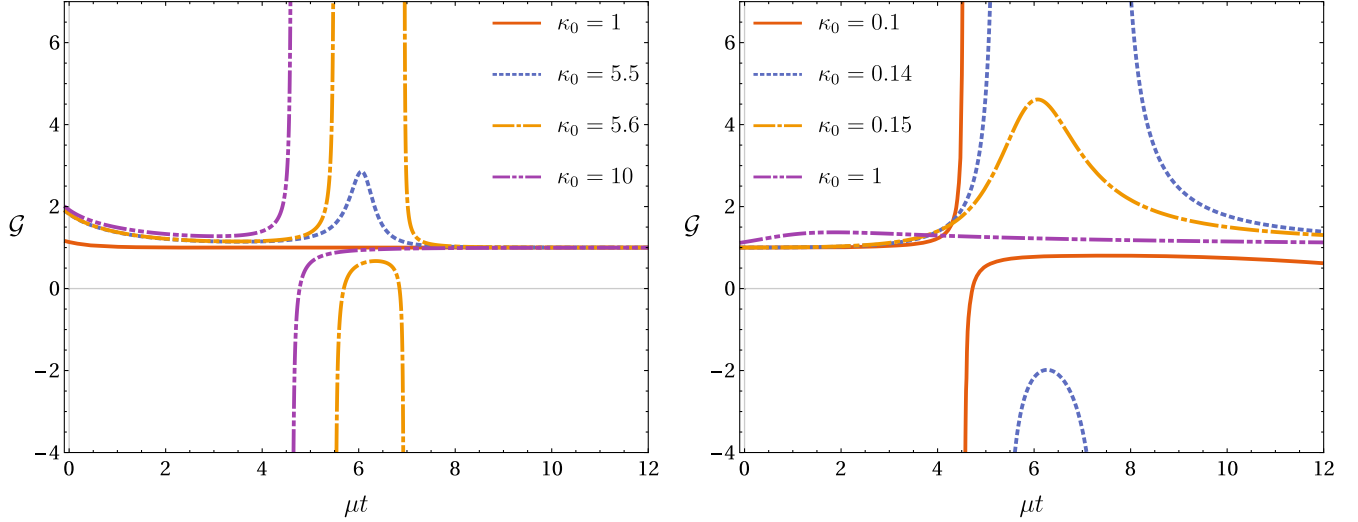 κ₀ = 1
κ₀ = 5.5
κ₀ = 5.6
κ₀ = 10
6
4
2
0
−2
−4
𝒢
0 2 4 6 8 10 12
μt
κ₀ = 0.1
κ₀ = 0.14
κ₀ = 0.15
κ₀ = 1
6
4
2
0
−2
−4
𝒢
0 2 4 6 8 10 12
μt